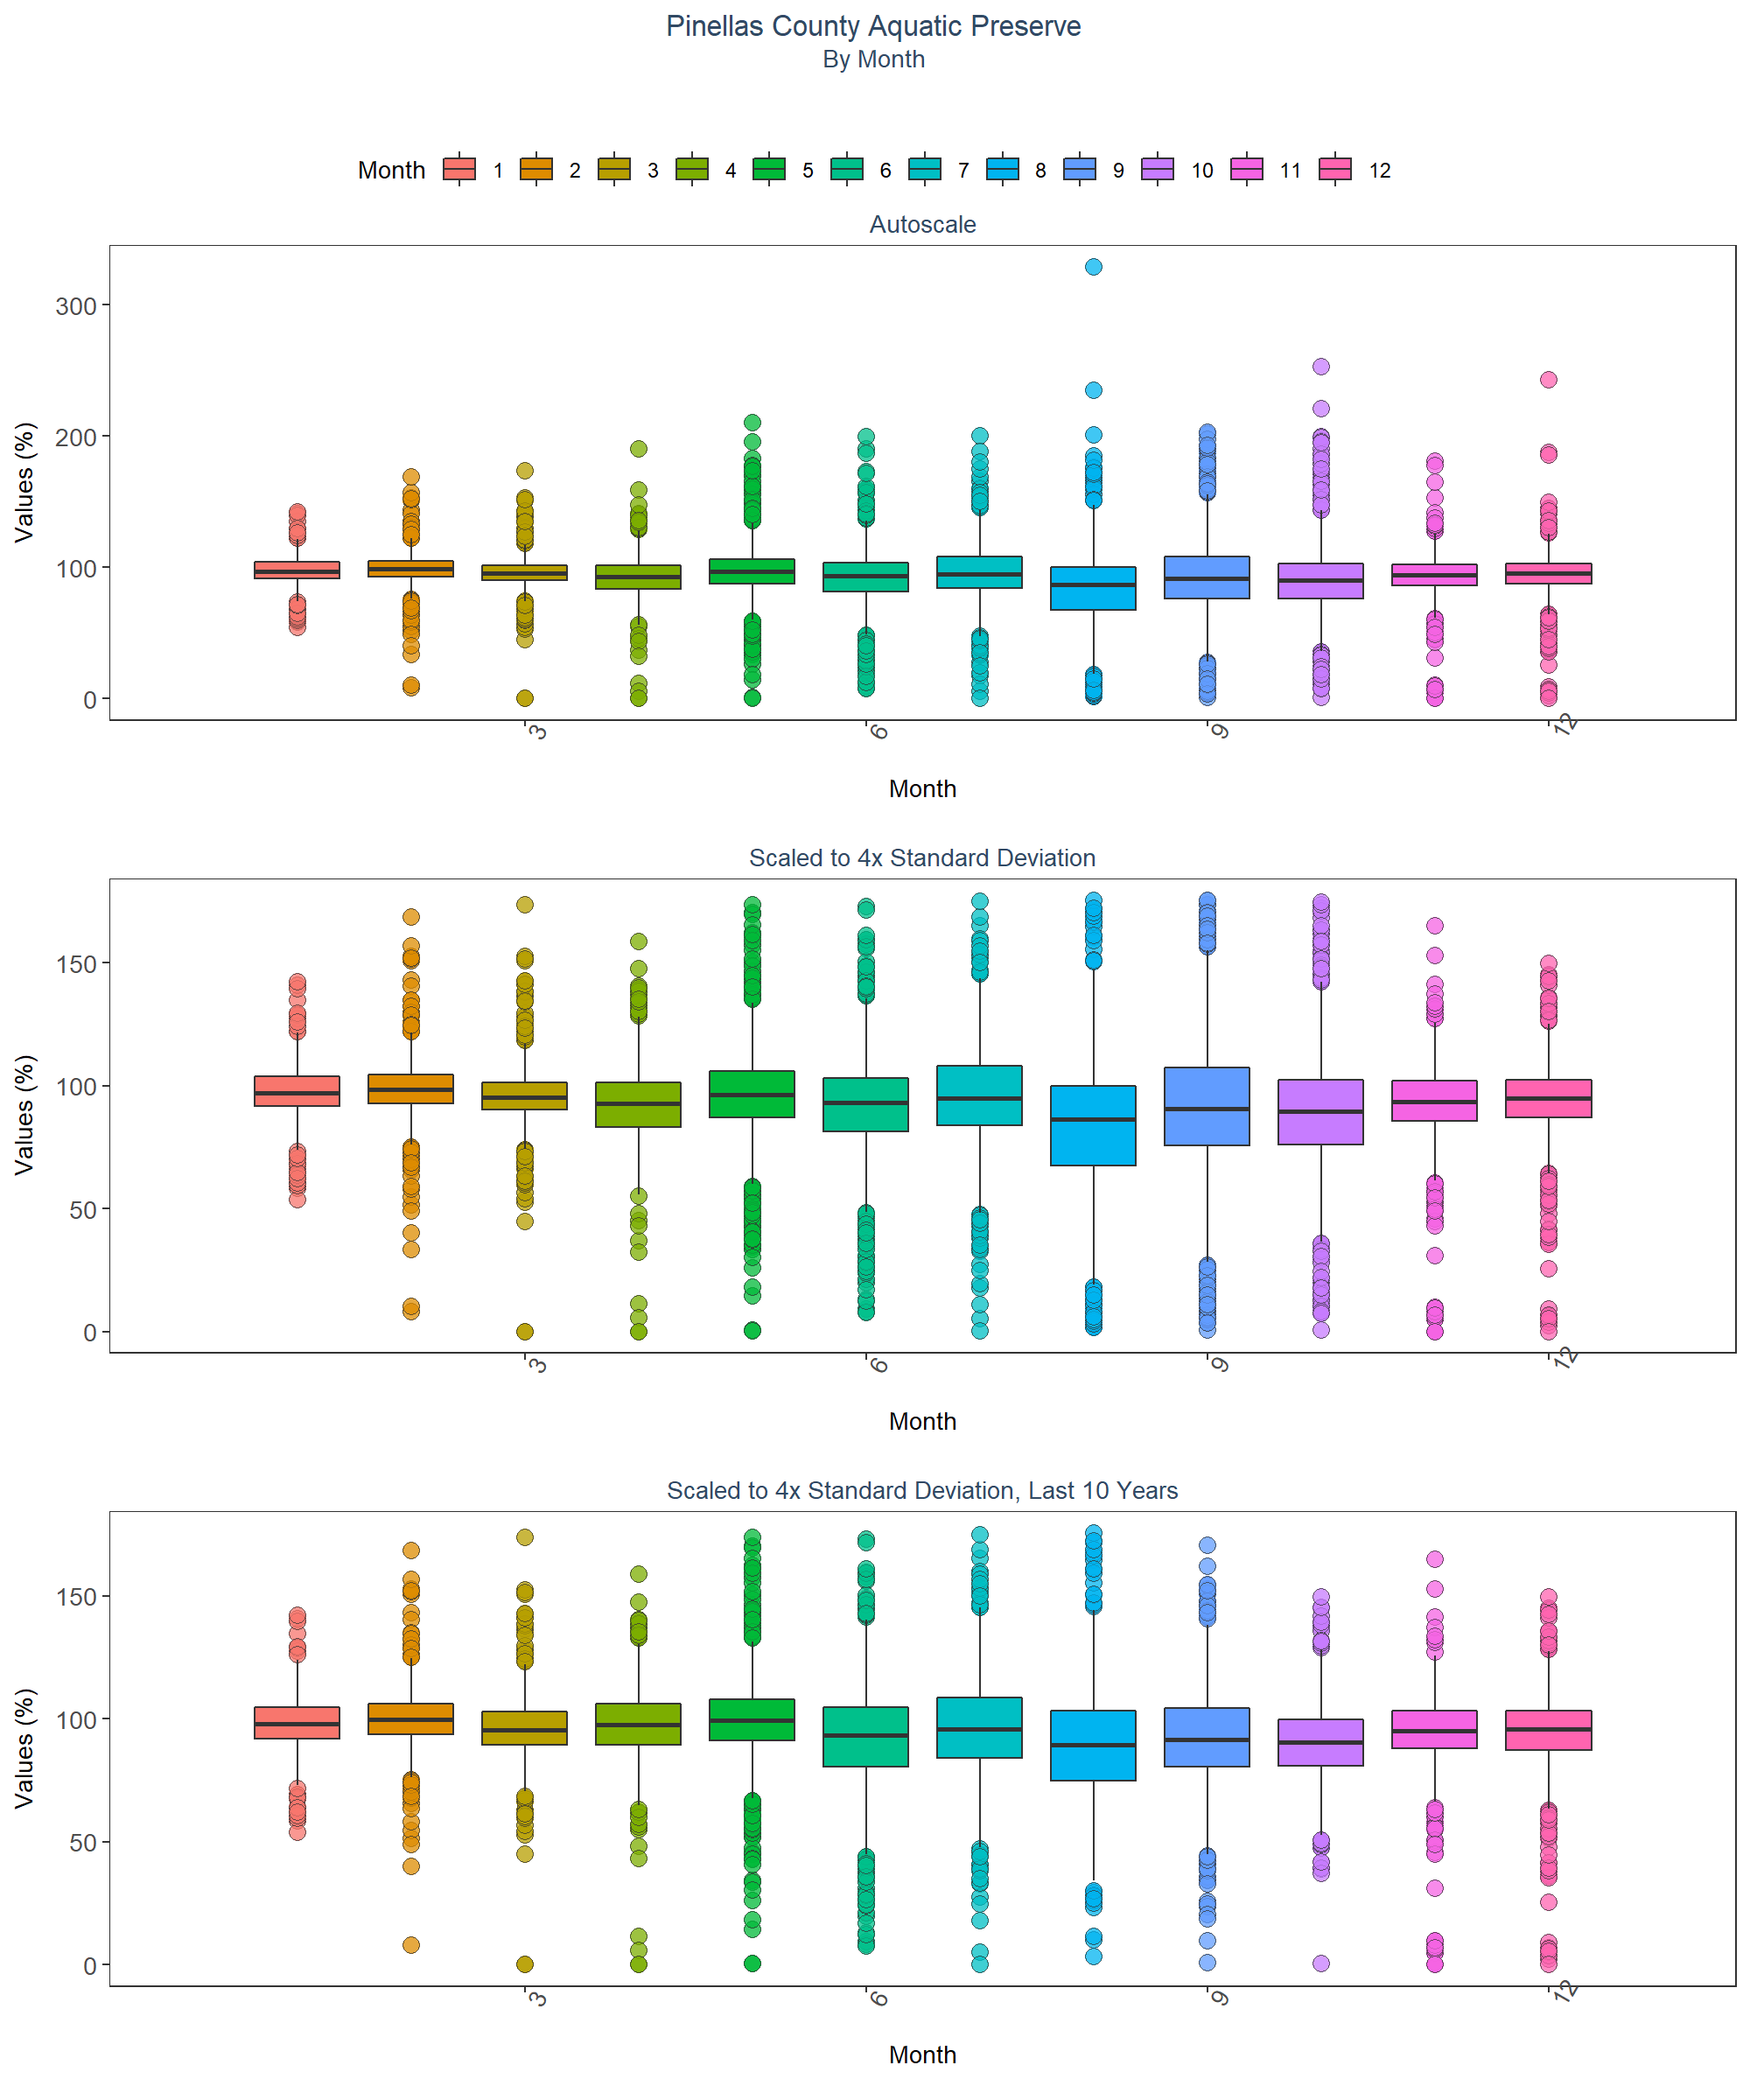 Pinellas County Aquatic Preserve
By Month
Month 1 2 3 4 5 6 7 8 9 10 11 12
Autoscale
Values (%)
300
200
100
0
3 6 9 12
Month
Scaled to 4x Standard Deviation
Values (%)
150
100
50
0
3 6 9 12
Month
Scaled to 4x Standard Deviation, Last 10 Years
Values (%)
150
100
50
0
3 6 9 12
Month